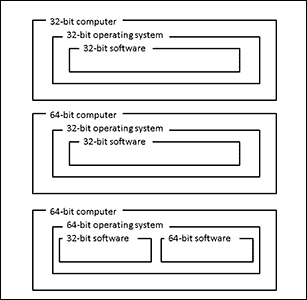 32-bit computer
32-bit operating system
32-bit software
64-bit computer
32-bit operating system
32-bit software
64-bit computer
64-bit operating system
32-bit software 64-bit software